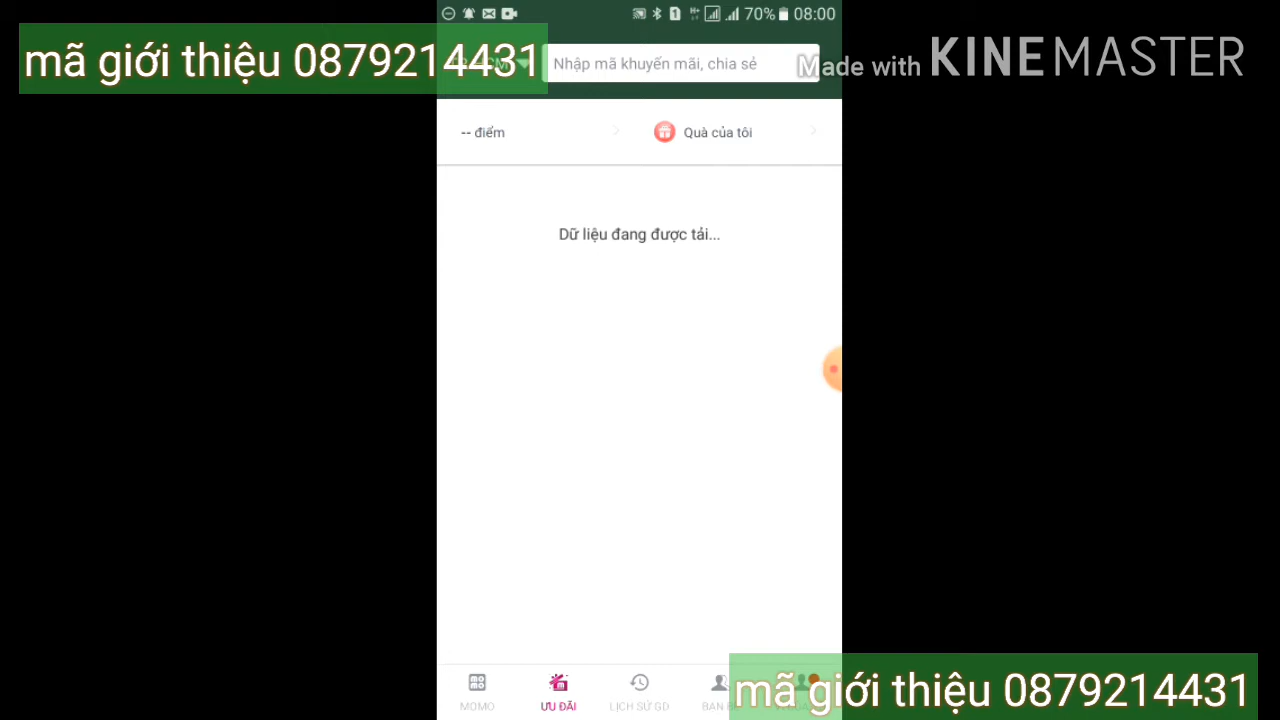 70% 08:00
mã giới thiệu 0879214431
Nhập mã khuyến mãi, chia sẻ
Made with KINEMASTER
-- điểm
Quà của tôi
Dữ liệu đang được tải...
MOMO
ƯU ĐÃI
LỊCH SỬ GD
mã giới thiệu 0879214431